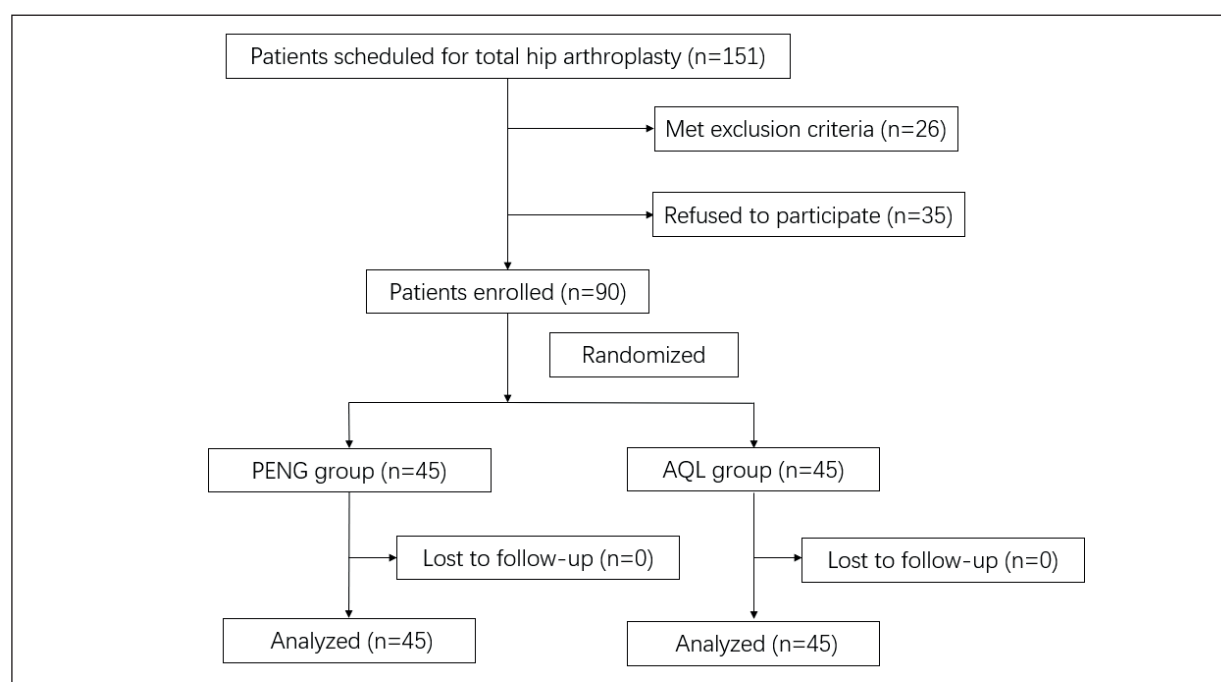 Patients scheduled for total hip arthroplasty (n=151)
Met exclusion criteria (n=26)
Refused to participate (n=35)
Patients enrolled (n=90)
Randomized
PENG group (n=45)
AQL group (n=45)
Lost to follow-up (n=0)
Lost to follow-up (n=0)
Analyzed (n=45)
Analyzed (n=45)